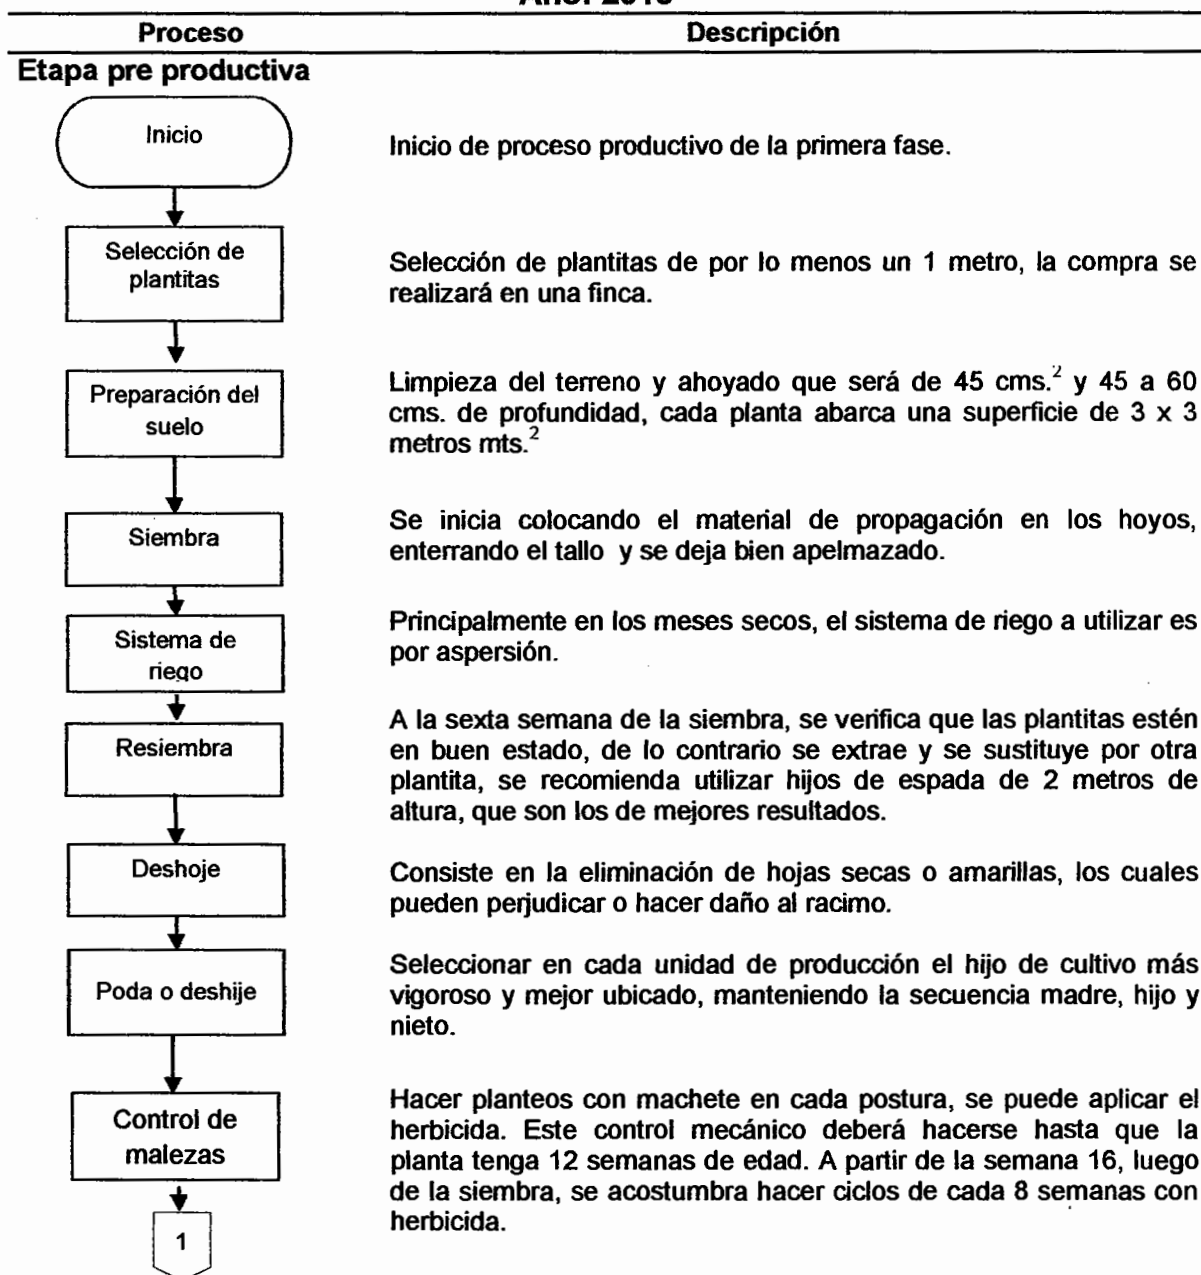 Proceso Descripción
Etapa pre productiva
Inicio
Inicio de proceso productivo de la primera fase.
Selección de
plantitas
Selección de plantitas de por lo menos un 1 metro, la compra se
realizará en una finca.
Preparación del
suelo
Limpieza del terreno y ahoyado que será de 45 cms.² y 45 a 60
cms. de profundidad, cada planta abarca una superficie de 3 x 3
metros mts.²
Siembra
Se inicia colocando el material de propagación en los hoyos,
enterrando el tallo y se deja bien apelmazado.
Sistema de
riego
Principalmente en los meses secos, el sistema de riego a utilizar es
por aspersión.
Resiembra
A la sexta semana de la siembra, se verifica que las plantitas estén
en buen estado, de lo contrario se extrae y se sustituye por otra
plantita, se recomienda utilizar hijos de espada de 2 metros de
altura, que son los de mejores resultados.
Deshoje
Consiste en la eliminación de hojas secas o amarillas, los cuales
pueden perjudicar o hacer daño al racimo.
Poda o deshije
Seleccionar en cada unidad de producción el hijo de cultivo más
vigoroso y mejor ubicado, manteniendo la secuencia madre, hijo y
nieto.
Control de
malezas
Hacer planteos con machete en cada postura, se puede aplicar el
herbicida. Este control mecánico deberá hacerse hasta que la
planta tenga 12 semanas de edad. A partir de la semana 16, luego
de la siembra, se acostumbra hacer ciclos de cada 8 semanas con
herbicida.
1